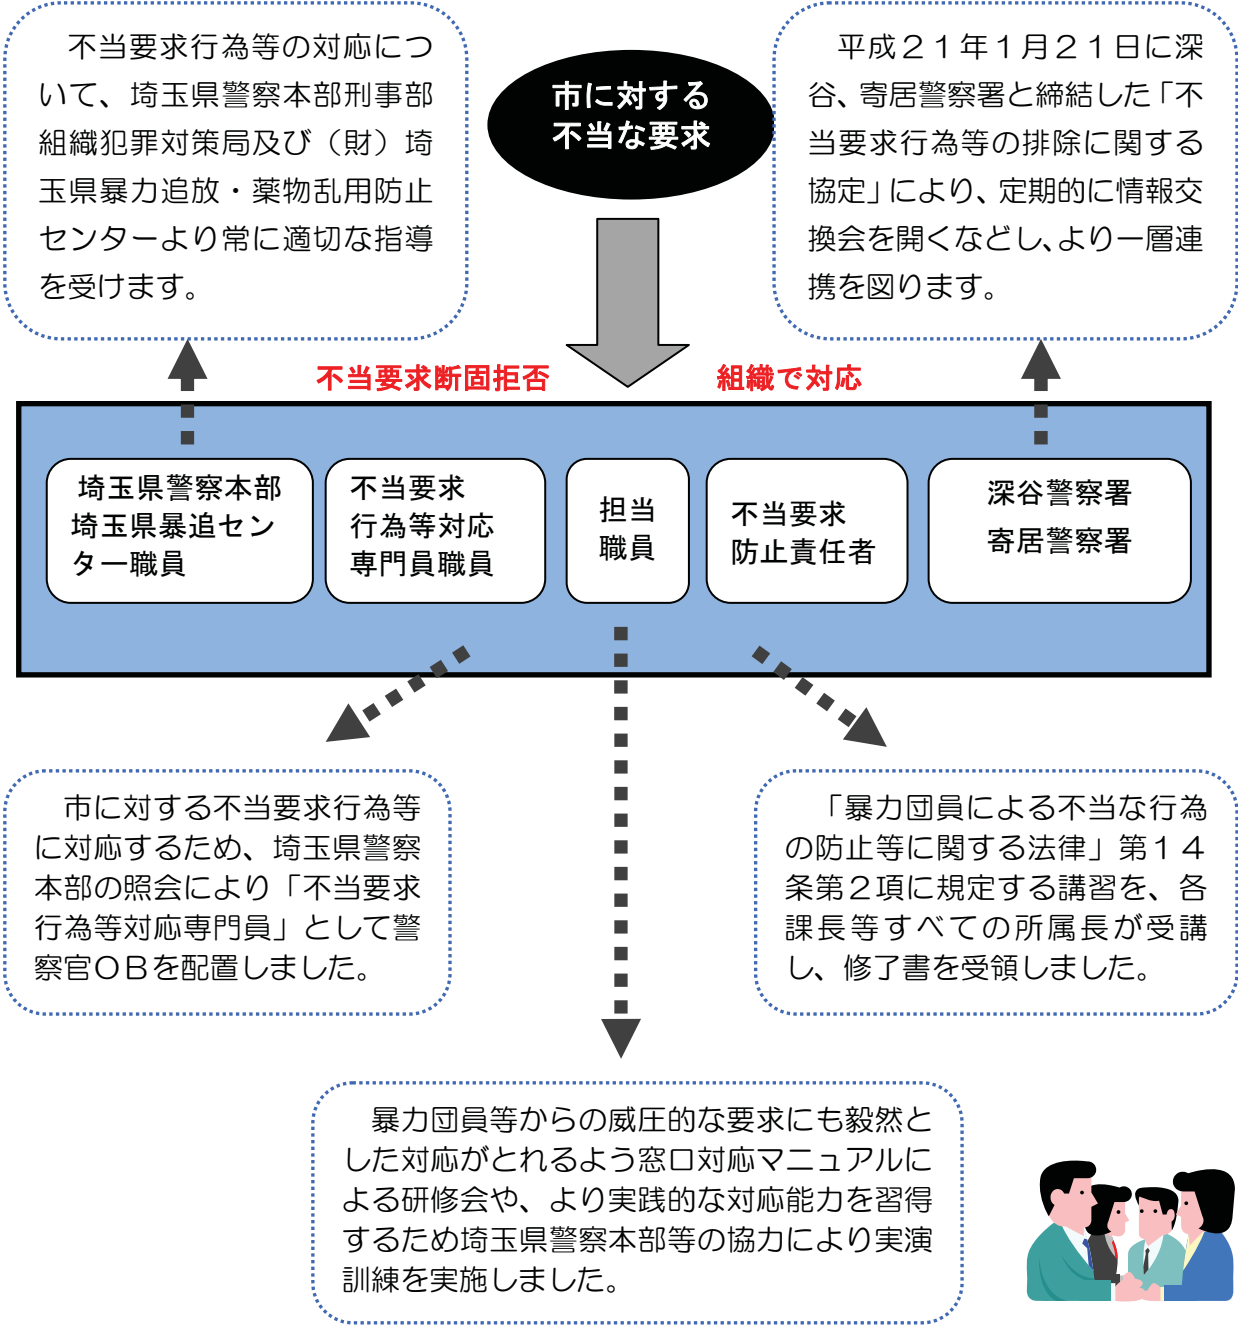 不当要求行為等の対応につ
いて、埼玉県警察本部刑事部
組織犯罪対策局及び（財）埼
玉県暴力追放・薬物乱用防止
センターより常に適切な指導
を受けます。
市に対する
不当な要求
平成２１年１月２１日に深
谷、寄居警察署と締結した「不
当要求行為等の排除に関する
協定」により、定期的に情報交
換会を開くなどし、より一層連
携を図ります。
不当要求断固拒否
組織で対応
埼玉県警察本部
埼玉県暴追セン
ター職員
不当要求
行為等対応
専門員職員
担当
職員
不当要求
防止責任者
深谷警察署
寄居警察署
市に対する不当要求行為等
に対応するため、埼玉県警察
本部の照会により「不当要求
行為等対応専門員」として警
察官ＯＢを配置しました。
「暴力団員による不当な行為
の防止等に関する法律」第１４
条第２項に規定する講習を、各
課長等すべての所属長が受講
し、修了書を受領しました。
暴力団員等からの威圧的な要求にも毅然と
した対応がとれるよう窓口対応マニュアルに
よる研修会や、より実践的な対応能力を習得
するため埼玉県警察本部等の協力により実演
訓練を実施しました。